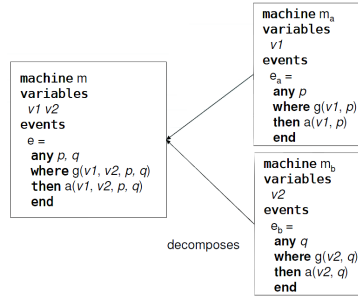 machine m
variables
v1 v2
events
e =
any p, q
where g(v1, v2, p, q)
then a(v1, v2, p, q)
end
machine ma
variables
v1
events
ea =
any p
where g(v1, p)
then a(v1, p)
end
decomposes
machine mb
variables
v2
events
eb =
any q
where g(v2, q)
then a(v2, q)
end